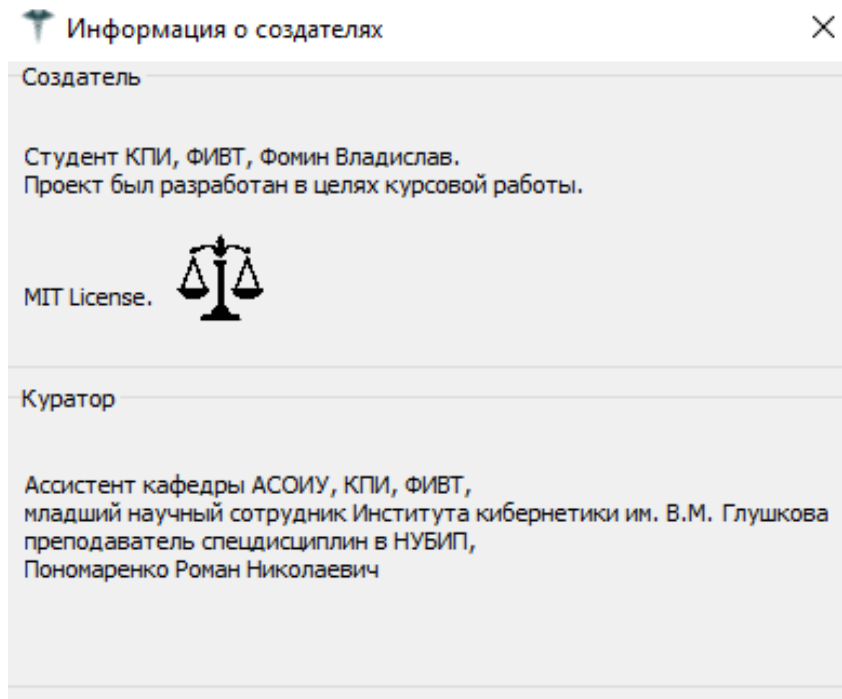 Информация о создателях
Создатель
Студент КПИ, ФИВТ, Фомин Владислав.
Проект был разработан в целях курсовой работы.
MIT License.
Куратор
Ассистент кафедры АСОИУ, КПИ, ФИВТ,
младший научный сотрудник Института кибернетики им. В.М. Глушкова
преподаватель спецдисциплин в НУБИП,
Пономаренко Роман Николаевич